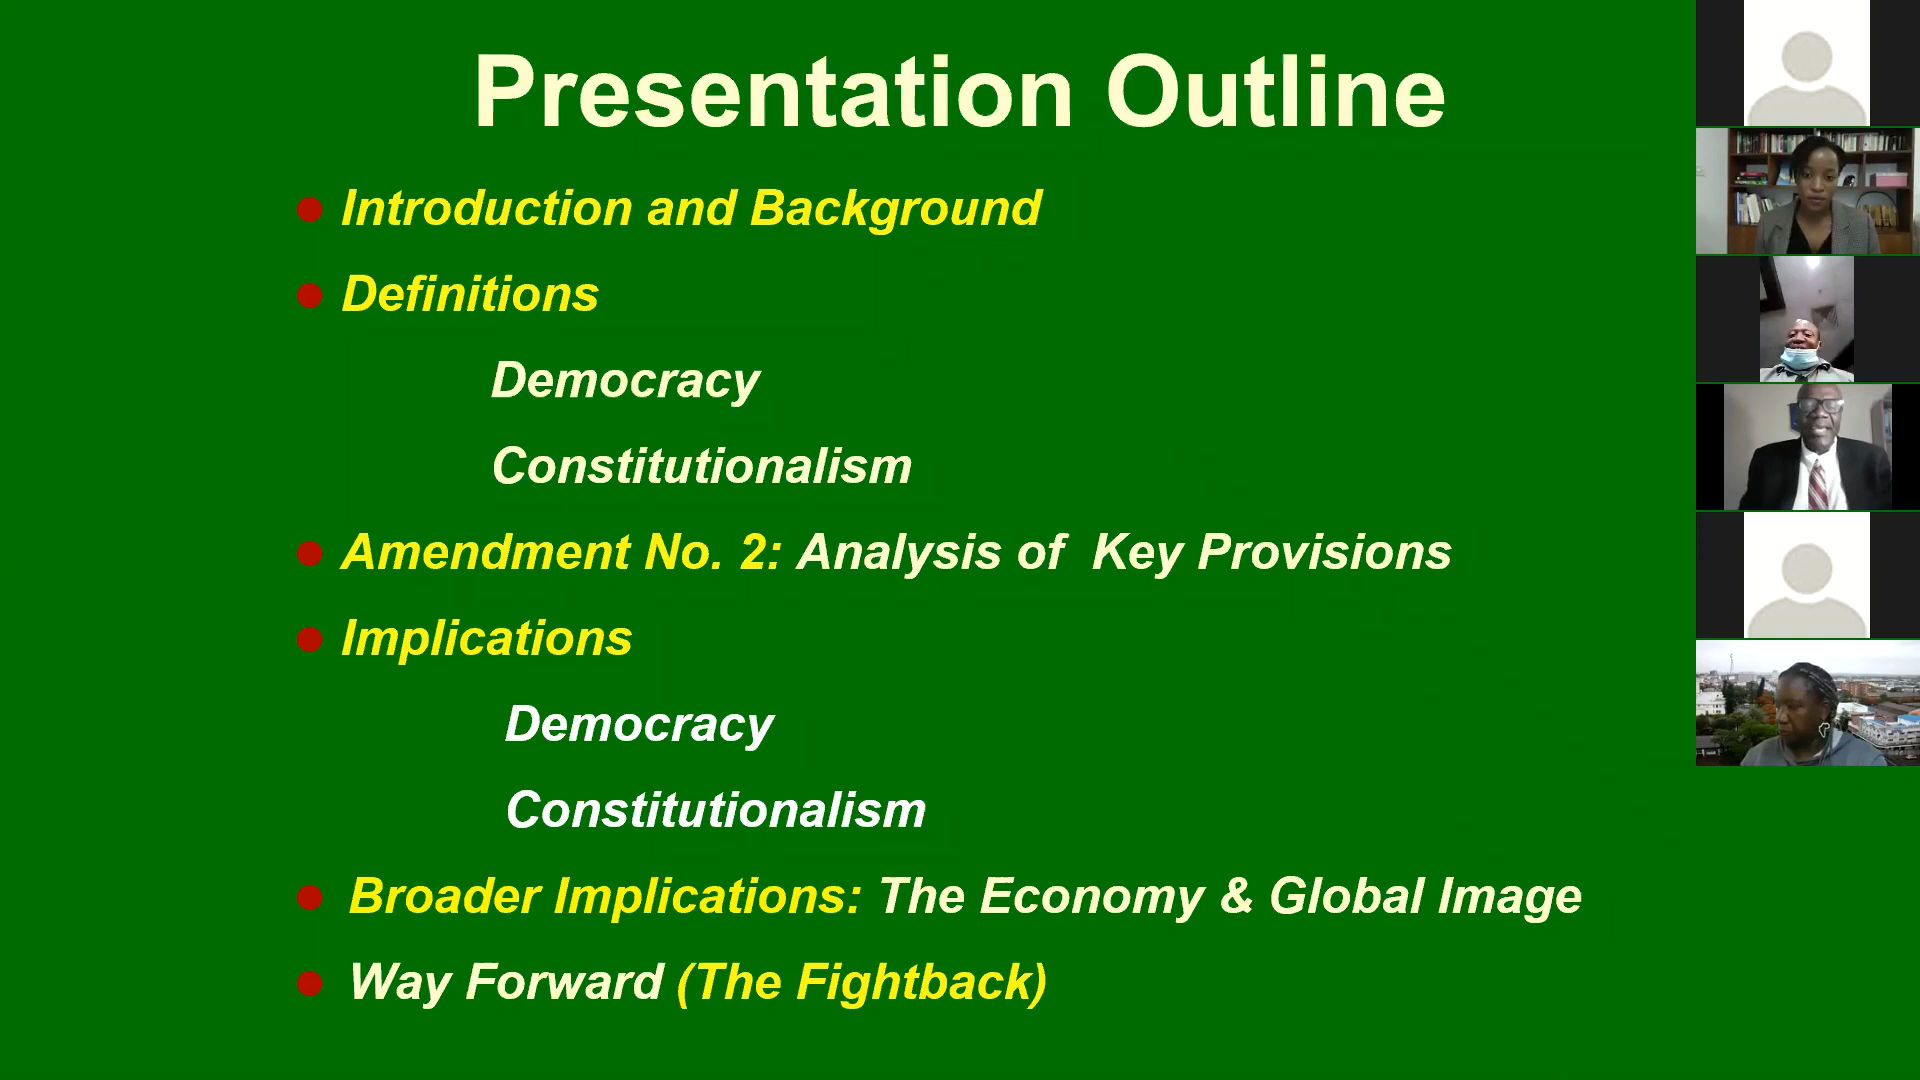 Presentation Outline
Introduction and Background
Definitions
Democracy
Constitutionalism
Amendment No. 2: Analysis of Key Provisions
Implications
Democracy
Constitutionalism
Broader Implications: The Economy & Global Image
Way Forward (The Fightback)